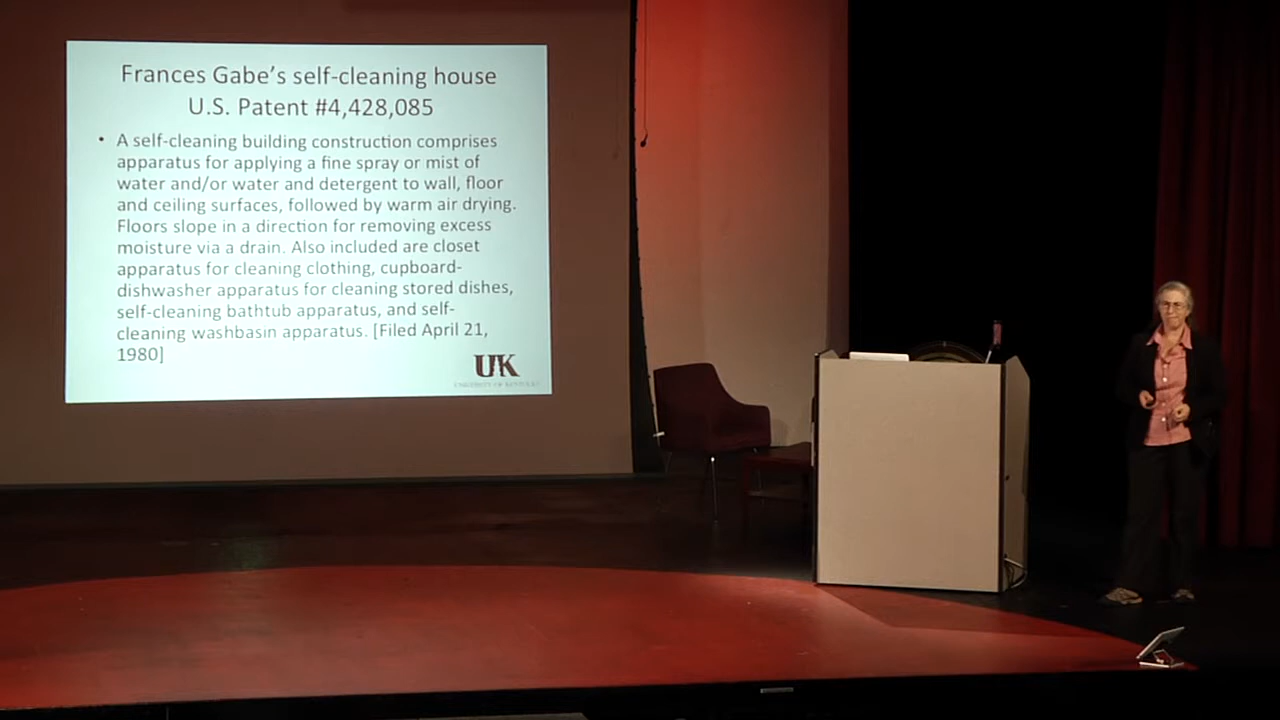 Frances Gabe’s self-cleaning house
U.S. Patent #4,428,085
• A self-cleaning building construction comprises
apparatus for applying a fine spray or mist of
water and/or water and detergent to wall, floor
and ceiling surfaces, followed by warm air drying.
Floors slope in a direction for removing excess
moisture via a drain. Also included are closet
apparatus for cleaning clothing, cupboard-
dishwasher apparatus for cleaning stored dishes,
self-cleaning bathtub apparatus, and self-
cleaning washbasin apparatus. [Filed April 21,
1980]
UK
UNIVERSITY OF KENTUCKY